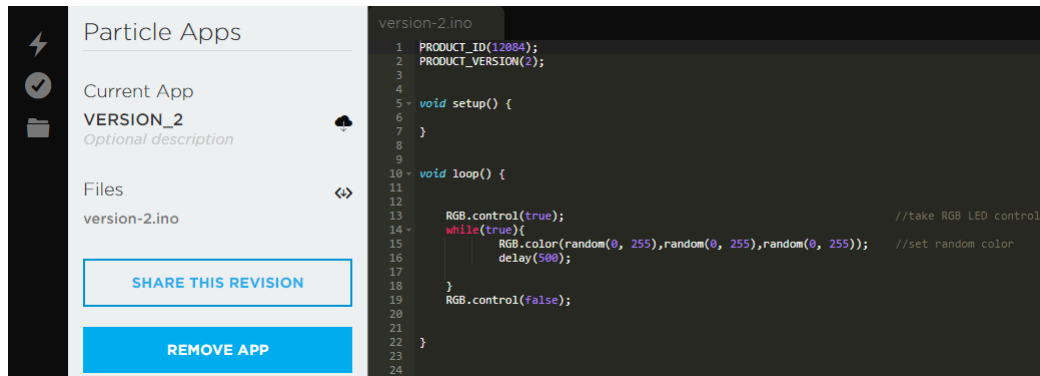 Particle Apps
Current App
VERSION_2
Optional description
Files
version-2.ino
SHARE THIS REVISION
REMOVE APP
version-2.ino
1 PRODUCT_ID(12084);
2 PRODUCT_VERSION(2);
3
4
5 void setup() {
6
7 }
8
9
10 void loop() {
11
12
13 RGB.control(true); //take RGB LED control
14 while(true){
15 RGB.color(random(0, 255),random(0, 255),random(0, 255)); //set random color
16 delay(500);
17
18 }
19 RGB.control(false);
20
21
22 }
23
24